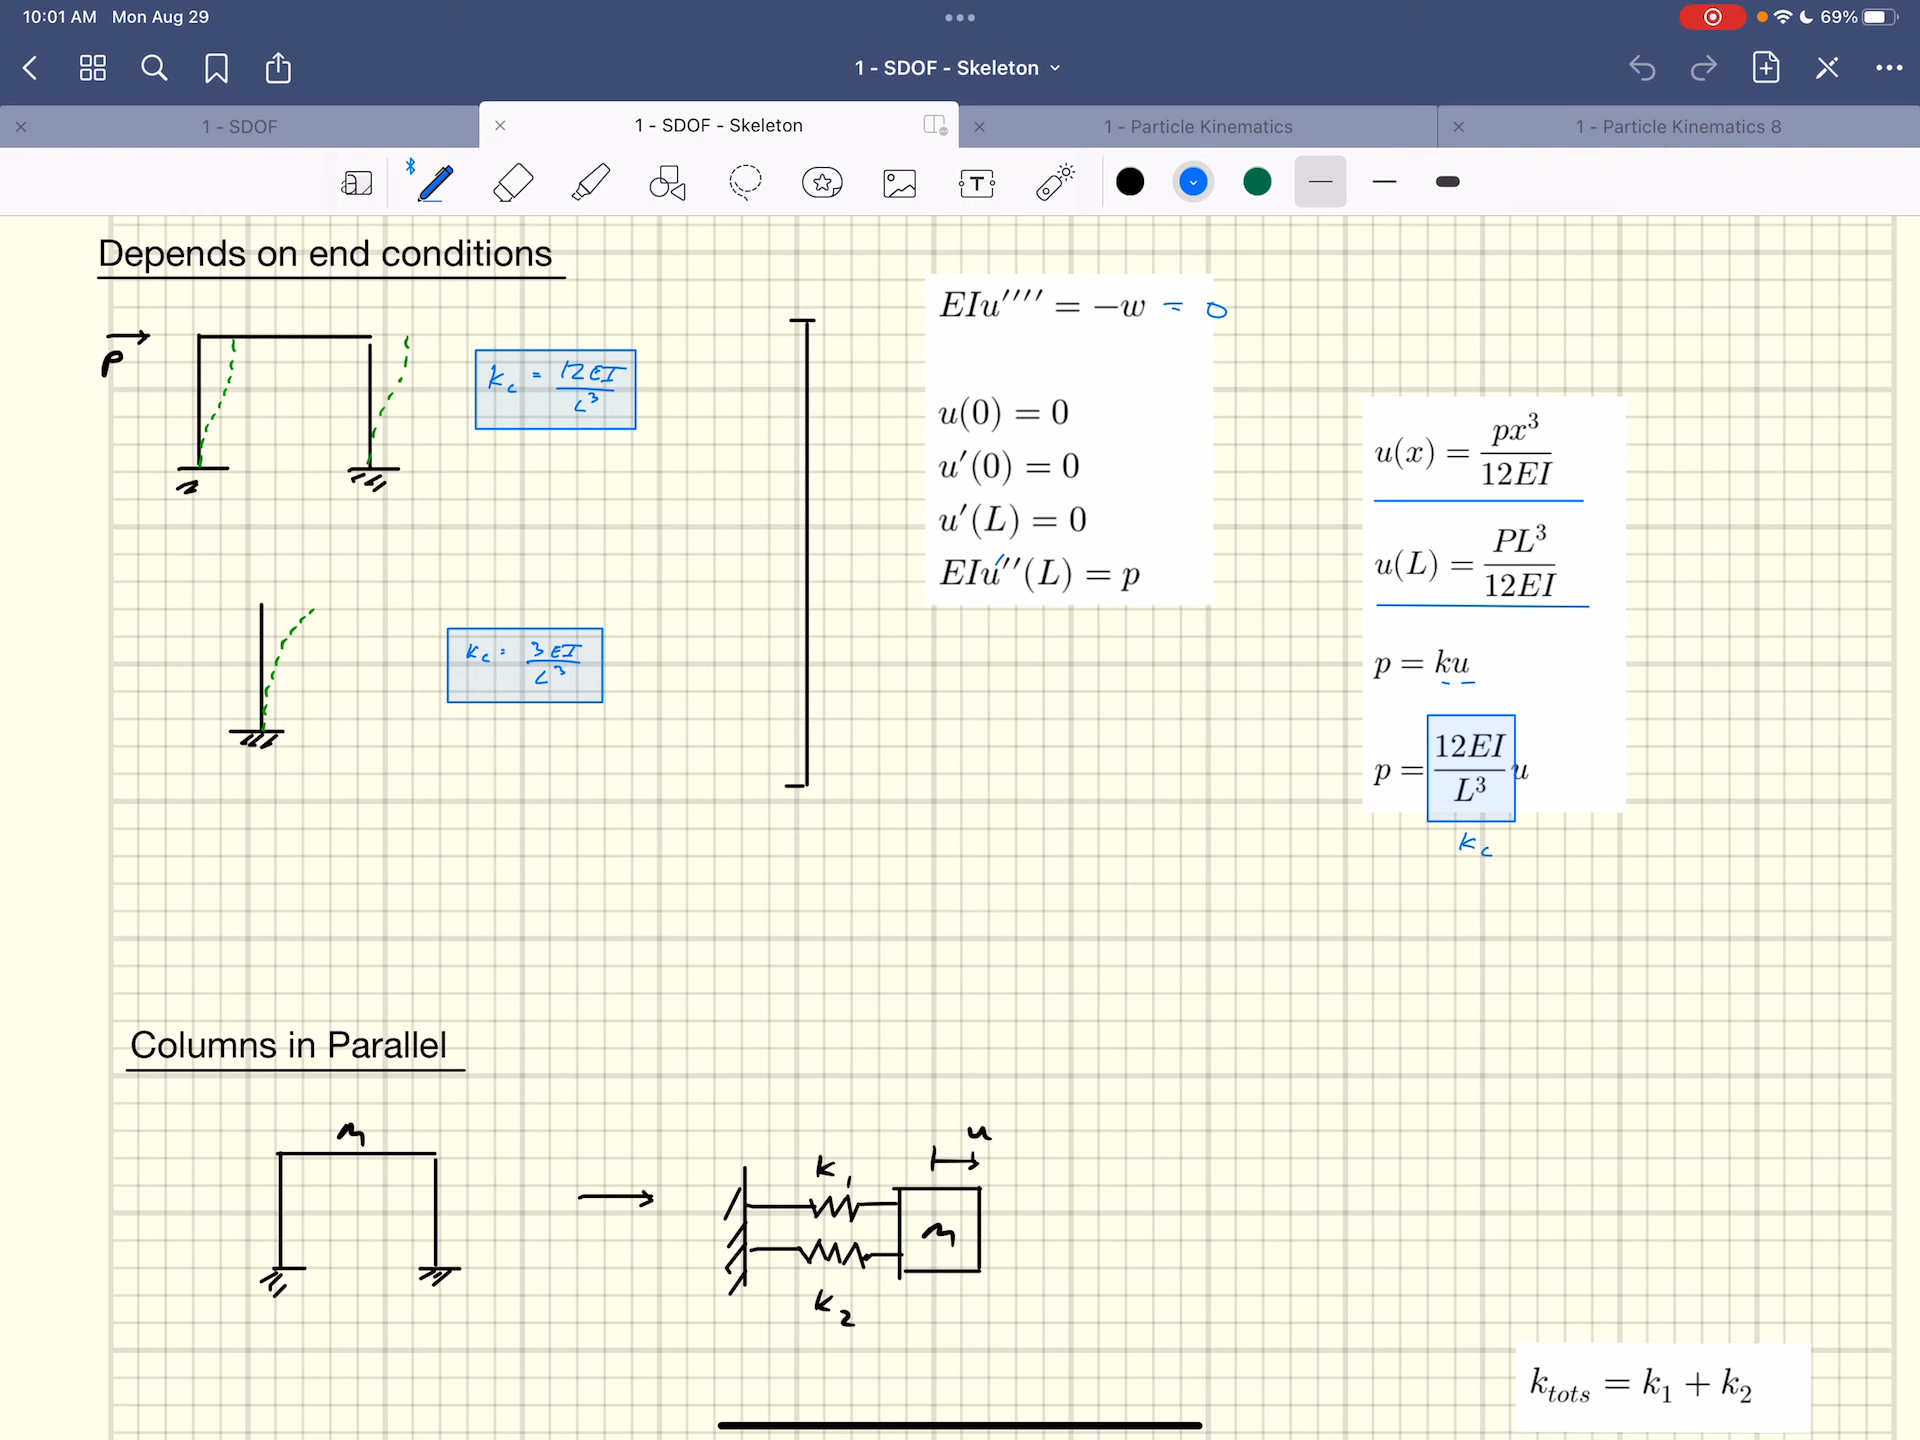 10:01 AM Mon Aug 29
69%
1 - SDOF - Skeleton
1 - SDOF
1 - SDOF - Skeleton
1 - Particle Kinematics
1 - Particle Kinematics 8
T
Depends on end conditions
P
k_c = 12EI/L^3
EIu'''' = −w = 0
u(0) = 0
u′(0) = 0
u′(L) = 0
EIu'''(L) = p
u(x) = px^3/12EI
u(L) = PL^3/12EI
p = ku
p = 12EI/L^3 u
k_c
k_c = 3EI/L^3
Columns in Parallel
m
u
k_1
m
k_2
k_tots = k_1 + k_2